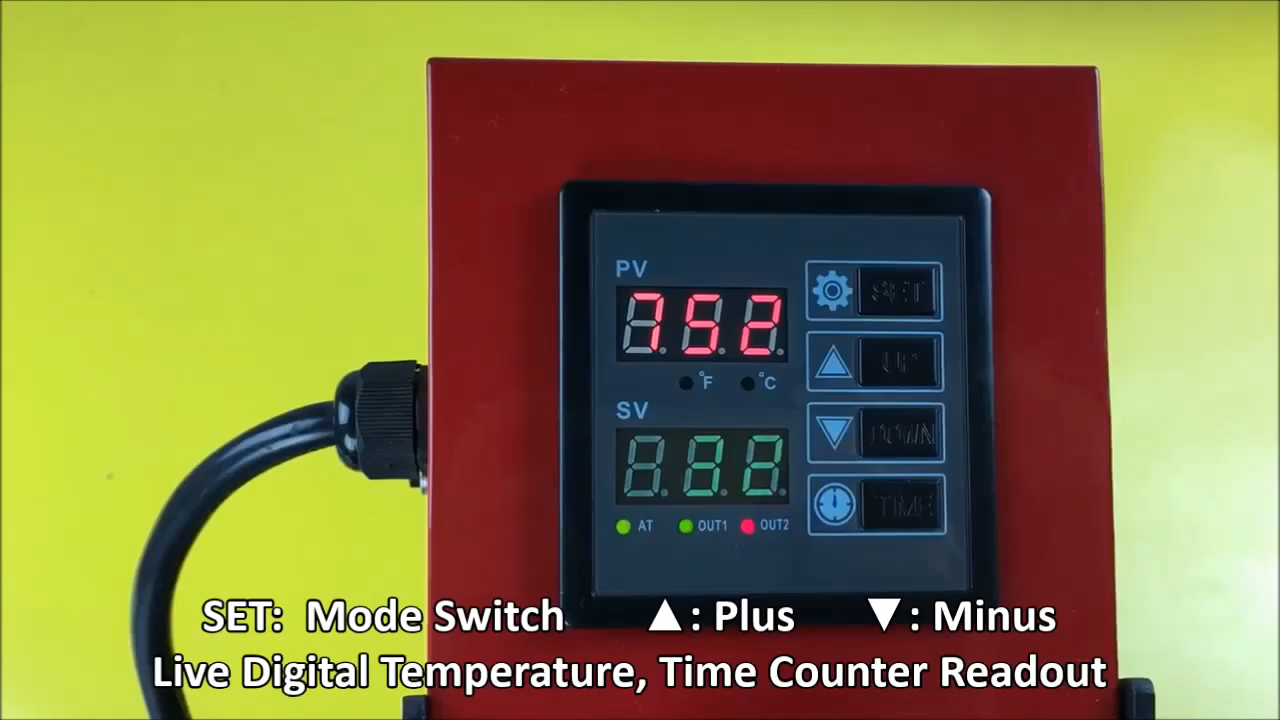 PV
752
°F °C
SV
32
AT OUT1 OUT2
SET
UP
DOWN
TIME
SET: Mode Switch ▲: Plus ▼: Minus
Live Digital Temperature, Time Counter Readout